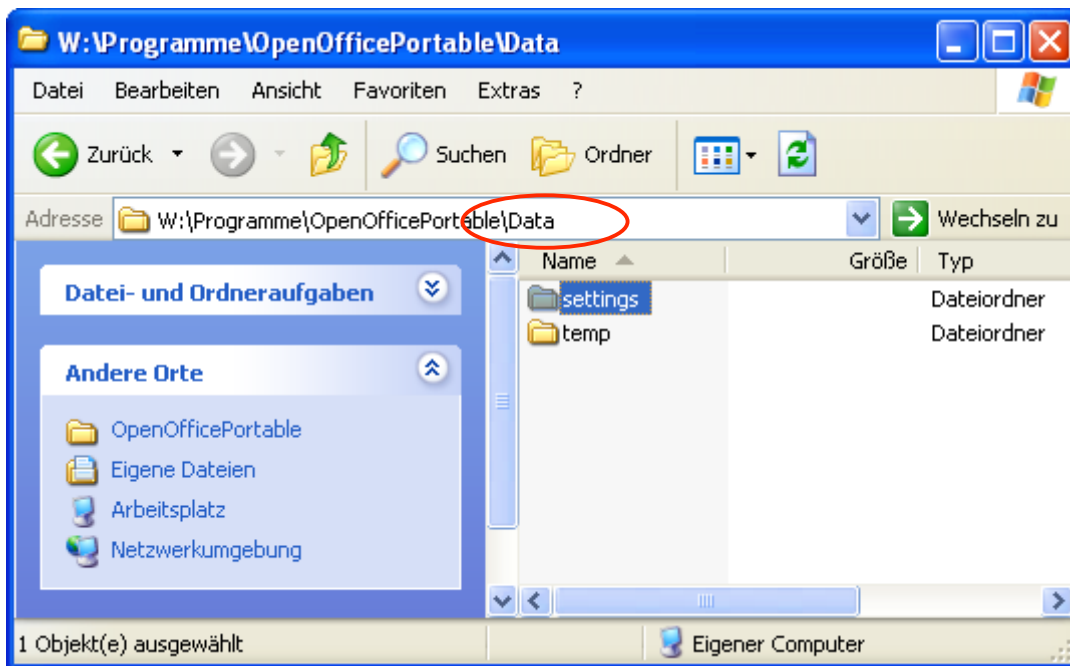 W:\Programme\OpenOfficePortable\Data
Datei Bearbeiten Ansicht Favoriten Extras ?
Zurück Suchen Ordner
Adresse W:\Programme\OpenOfficePortable\Data Wechseln zu
Name Größe Typ
Datei- und Ordneraufgaben
settings Dateiordner
temp Dateiordner
Andere Orte
OpenOfficePortable
Eigene Dateien
Arbeitsplatz
Netzwerkumgebung
1 Objekt(e) ausgewählt Eigener Computer